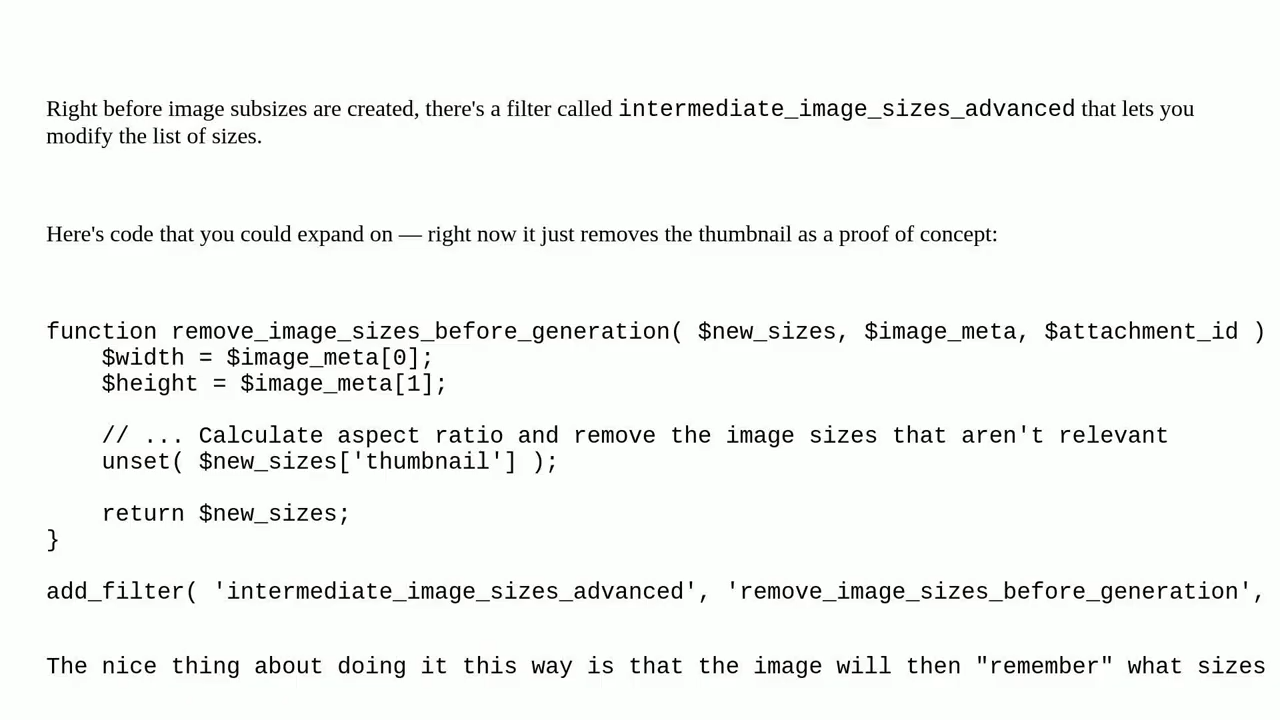 Right before image subsizes are created, there's a filter called intermediate_image_sizes_advanced that lets you
modify the list of sizes.
Here's code that you could expand on — right now it just removes the thumbnail as a proof of concept:
function remove_image_sizes_before_generation( $new_sizes, $image_meta, $attachment_id )
    $width = $image_meta[0];
    $height = $image_meta[1];
    // ... Calculate aspect ratio and remove the image sizes that aren't relevant
    unset( $new_sizes['thumbnail'] );
    return $new_sizes;
}
add_filter( 'intermediate_image_sizes_advanced', 'remove_image_sizes_before_generation',
The nice thing about doing it this way is that the image will then "remember" what sizes